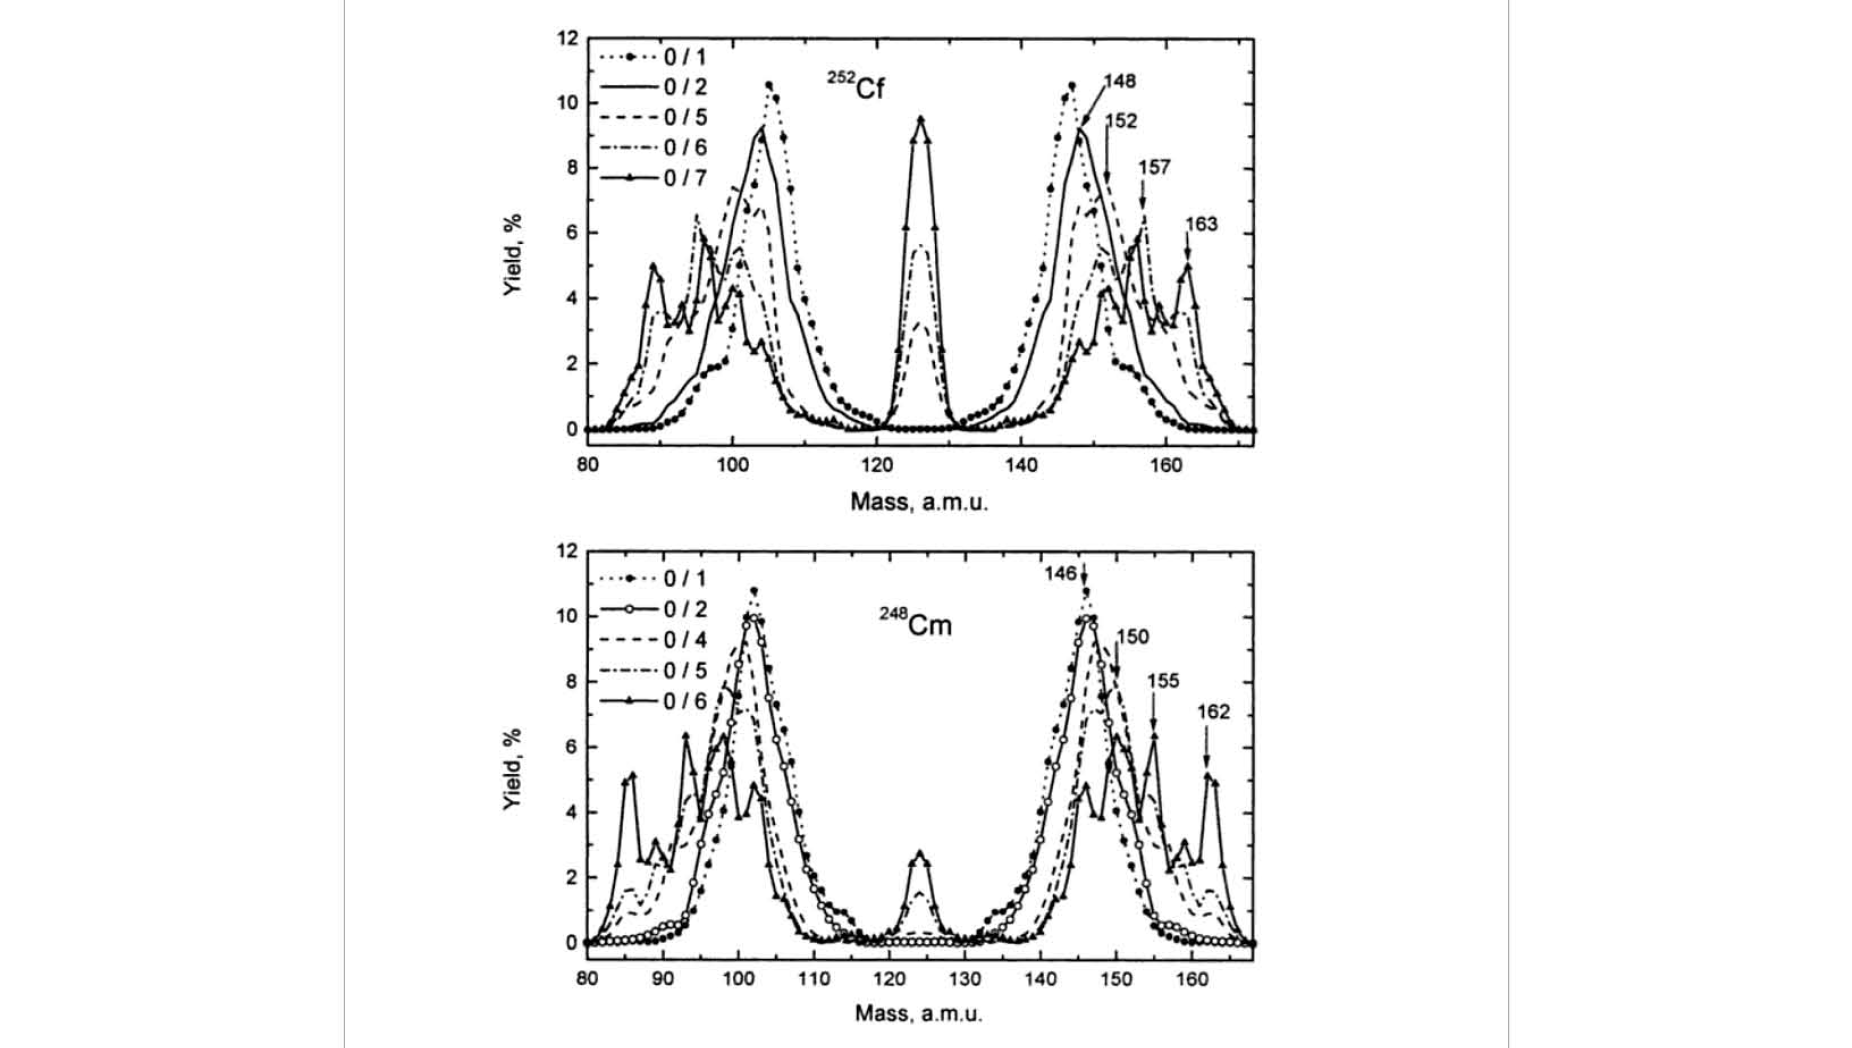 12
10
8
6
4
2
0
Yield, %
0 / 1
0 / 2
0 / 5
0 / 6
0 / 7
252Cf
148
152
157
163
80 100 120 140 160
Mass, a.m.u.
12
10
8
6
4
2
0
Yield, %
0 / 1
0 / 2
0 / 4
0 / 5
0 / 6
248Cm
146
150
155
162
80 90 100 110 120 130 140 150 160
Mass, a.m.u.